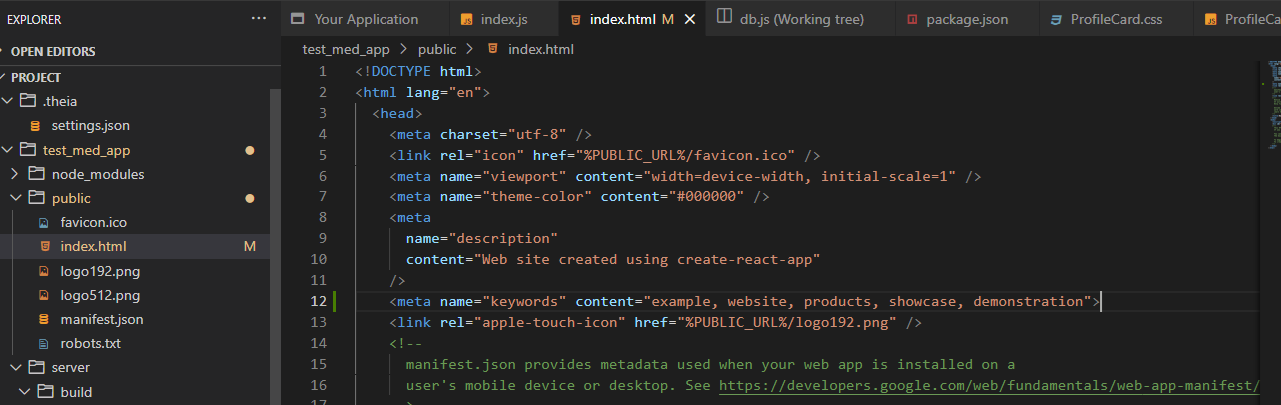 EXPLORER ...
OPEN EDITORS
PROJECT
.theia
settings.json
test_med_app
node_modules
public
favicon.ico
index.html M
logo192.png
logo512.png
manifest.json
robots.txt
server
build
Your Application index.js index.html M db.js (Working tree) package.json ProfileCard.css ProfileCa
test_med_app > public > index.html
1 <!DOCTYPE html>
2 <html lang="en">
3 <head>
4 <meta charset="utf-8" />
5 <link rel="icon" href="%PUBLIC_URL%/favicon.ico" />
6 <meta name="viewport" content="width=device-width, initial-scale=1" />
7 <meta name="theme-color" content="#000000" />
8 <meta
9 name="description"
10 content="Web site created using create-react-app"
11 />
12 <meta name="keywords" content="example, website, products, showcase, demonstration">
13 <link rel="apple-touch-icon" href="%PUBLIC_URL%/logo192.png" />
14 <!--
15 manifest.json provides metadata used when your web app is installed on a
16 user's mobile device or desktop. See https://developers.google.com/web/fundamentals/web-app-manifest/